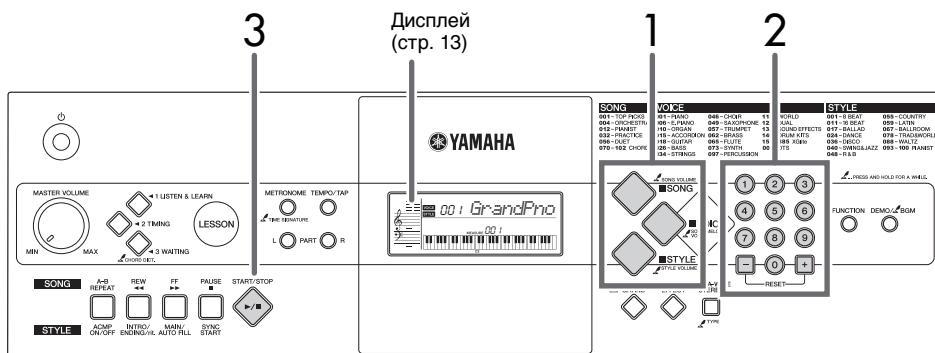 3
Дисплей
(стр. 13)
1
2
YAMAHA
SONG
001– TOP PICKS
004– ORCHESTRA
012– PIANIST
032– PRACTICE
056– DUET
070–102 CHORD
VOICE
001– PIANO
006– E.PIANO
010– ORGAN
015– ACCORDION
018– GUITAR
026– BASS
034– STRINGS
046– CHOIR
049– SAXOPHONE
057– TRUMPET
062– BRASS
065– FLUTE
073– SYNTH
097– PERCUSSION
WORLD
DUAL
SOUND EFFECTS
DRUM KITS
XGlite
STYLE
001– 8 BEAT
011– 16 BEAT
017– BALLAD
024– DANCE
036– DISCO
040– SWING&JAZZ
048– R&B
055– COUNTRY
059– LATIN
067– BALLROOM
078– TRAD&WORLD
088– WALTZ
093–100 PIANIST
...PRESS AND HOLD FOR A WHILE.
MASTER VOLUME
MIN
MAX
1 LISTEN & LEARN
2 TIMING
3 WAITING
CHORD DICT.
LESSON
METRONOME
TEMPO/TAP
TIME SIGNATURE
L
PART
R
VOICE
STYLE
001 GrandPno
MEASURE
001
SONG VOLUME
SONG
STYLE
STYLE VOLUME
1
2
3
4
5
6
7
8
9
–
0
+
RESET
FUNCTION
DEMO/
BGM
SONG
A-B
REPEAT
REW
FF
PAUSE
START/STOP
STYLE
ACMP
ON/OFF
INTRO/
ENDING/rit.
MAIN/
AUTO FILL
SYNC
START
TYPE